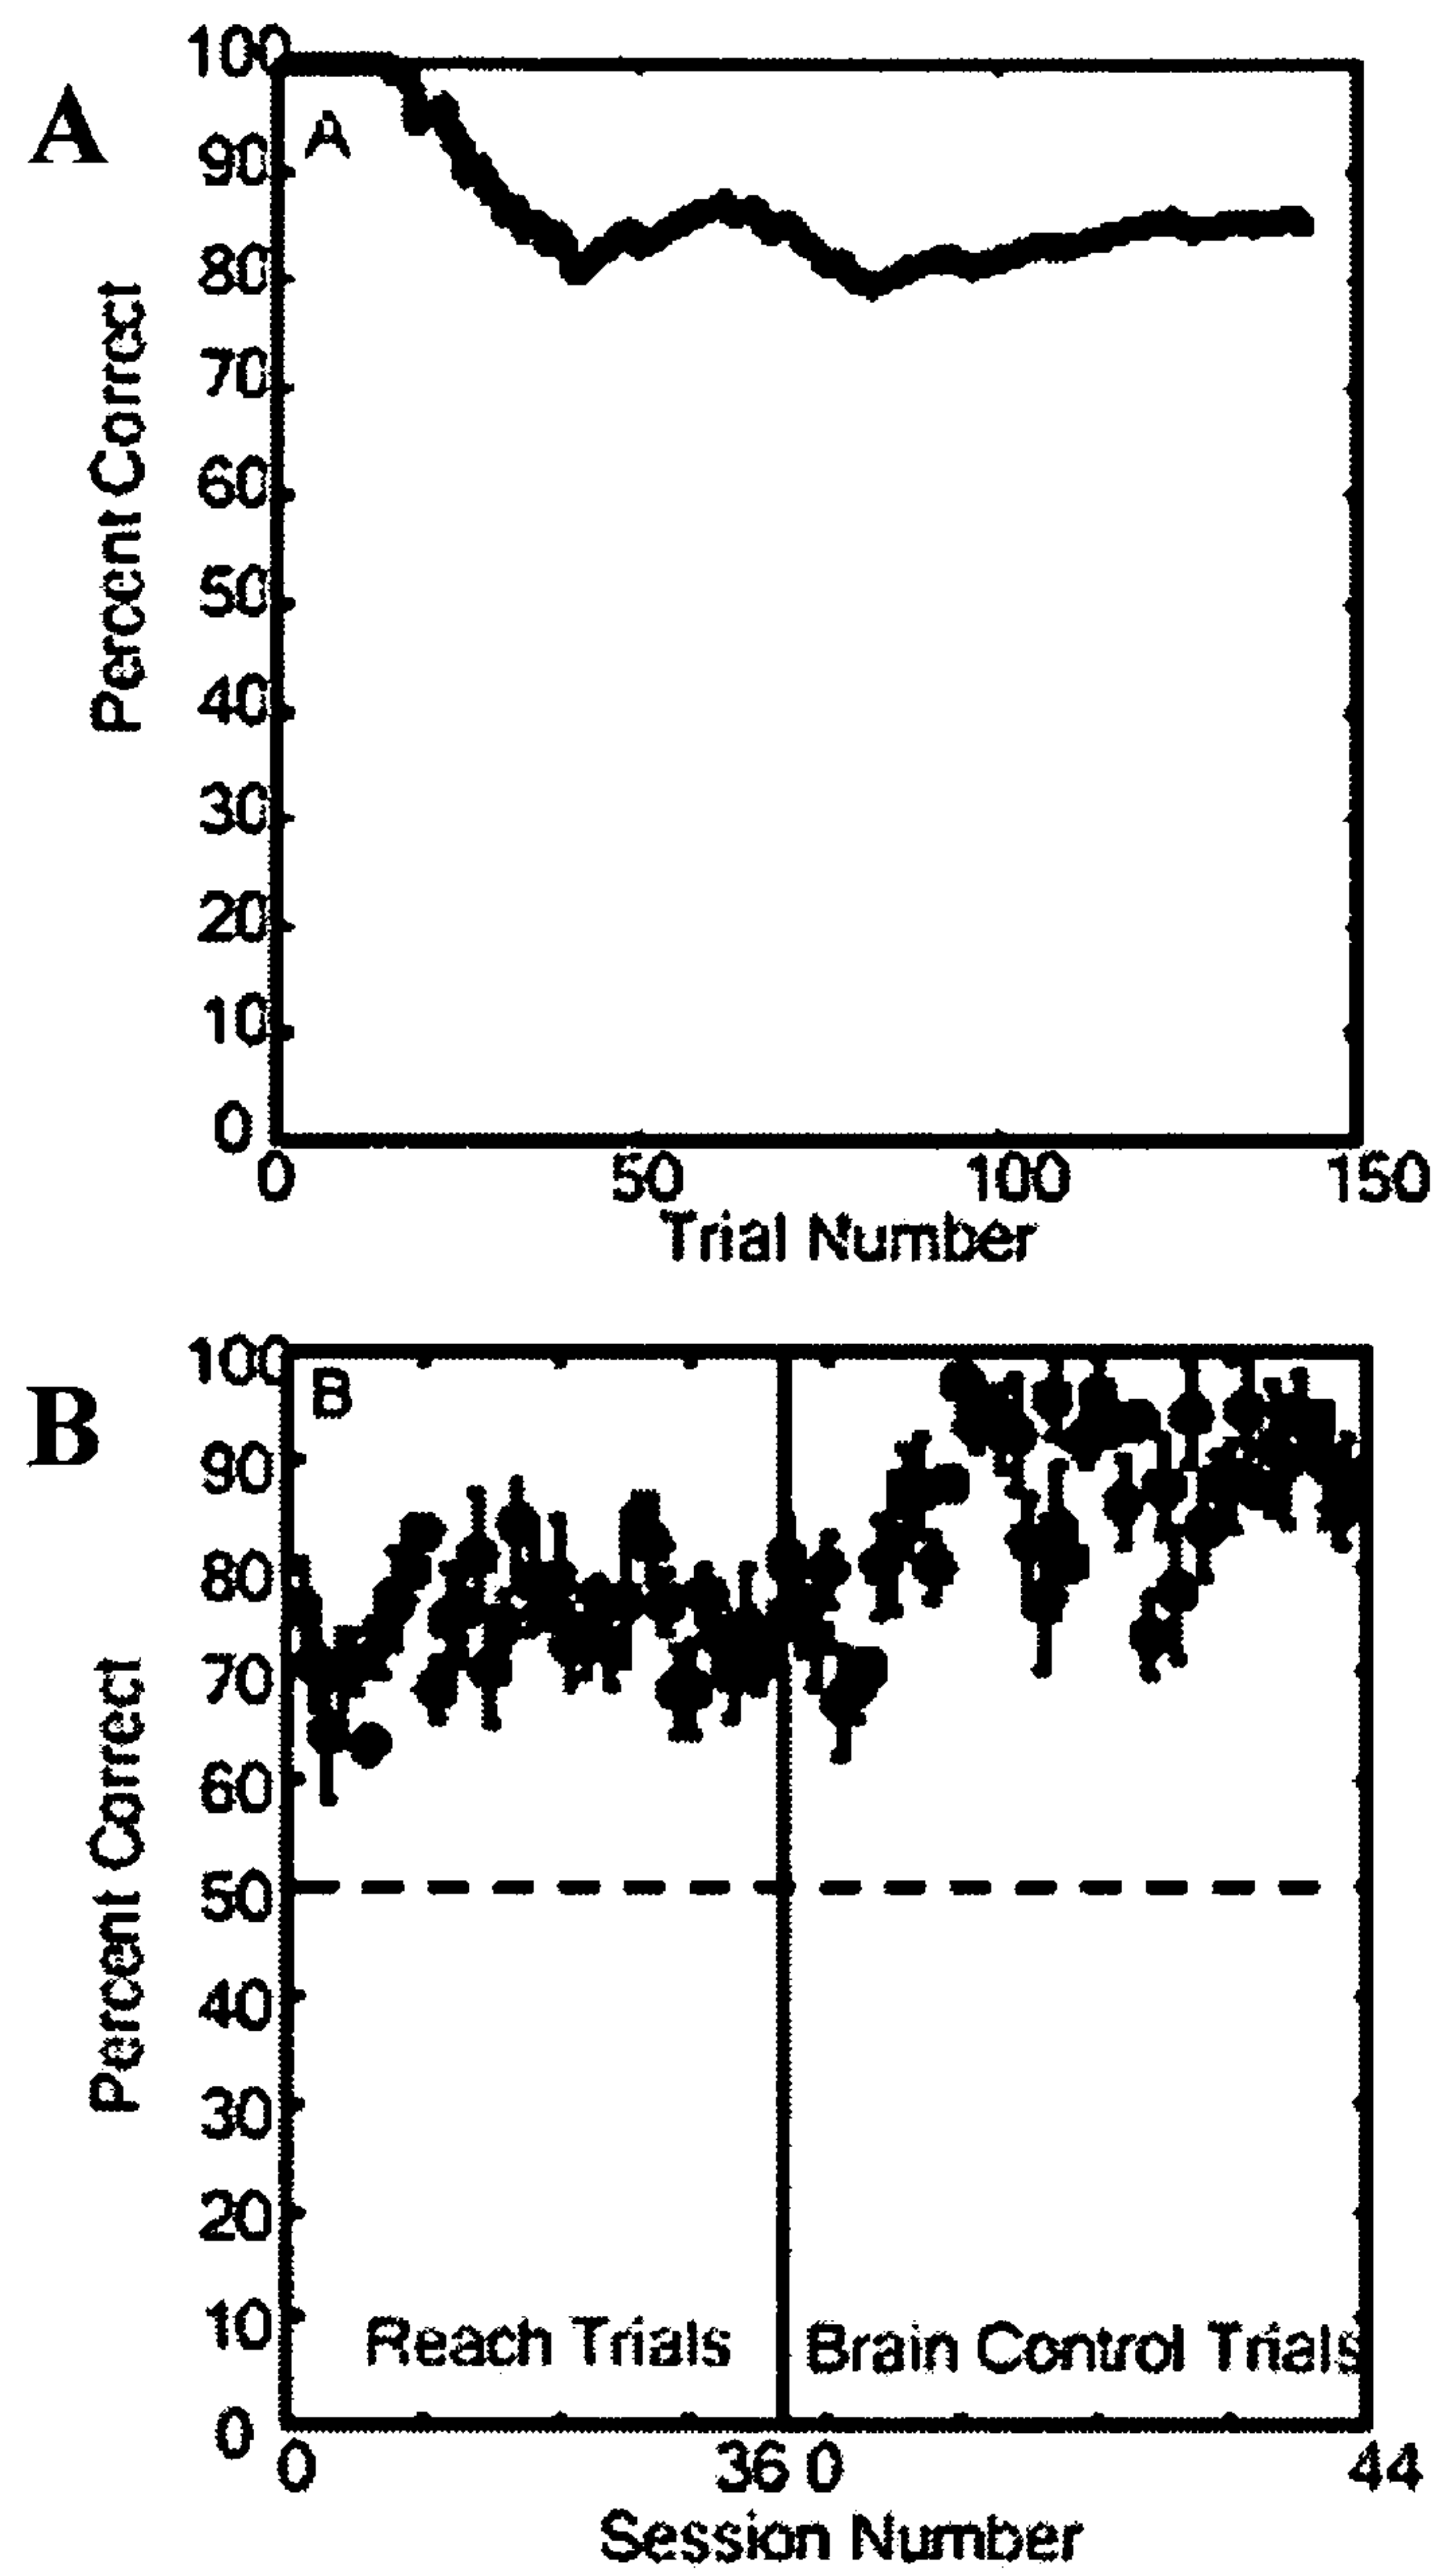 A
100
A
90
80
70
60
50
40
30
20
10
0
Percent Correct
0 50 100 150
Trial Number
B
100
B
90
80
70
60
50
40
30
20
10
0
Percent Correct
Reach Trials Brain Control Trials
0 36 0 44
Session Number